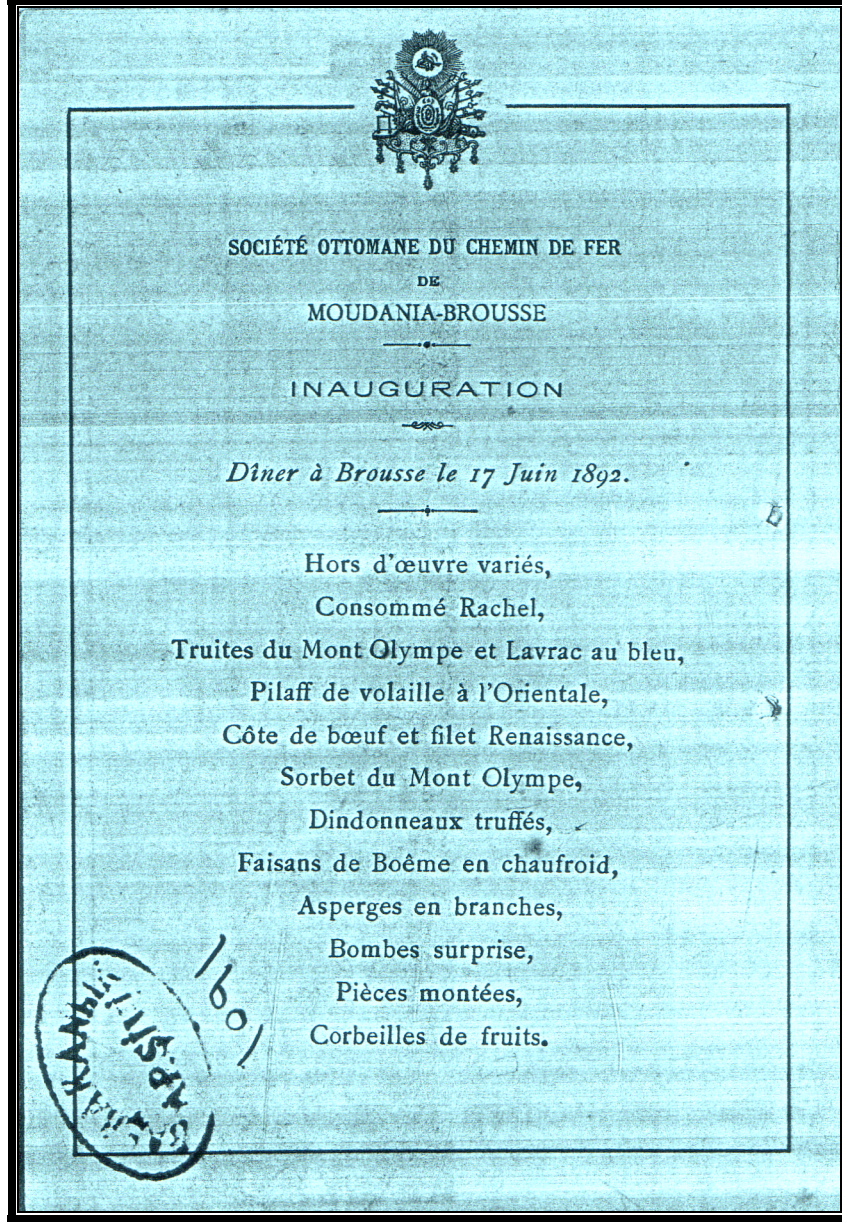 SOCIÉTÉ OTTOMANE DU CHEMIN DE FER
DE
MOUDANIA-BROUSSE
INAUGURATION
Dîner à Brousse le 17 Juin 1892.
Hors d'œuvre variés,
Consommé Rachel,
Truites du Mont Olympe et Lavrac au bleu,
Pilaff de volaille à l'Orientale,
Côte de bœuf et filet Renaissance,
Sorbet du Mont Olympe,
Dindonneaux truffés,
Faisans de Boême en chaufroid,
Asperges en branches,
Bombes surprise,
Pièces montées,
Corbeilles de fruits.